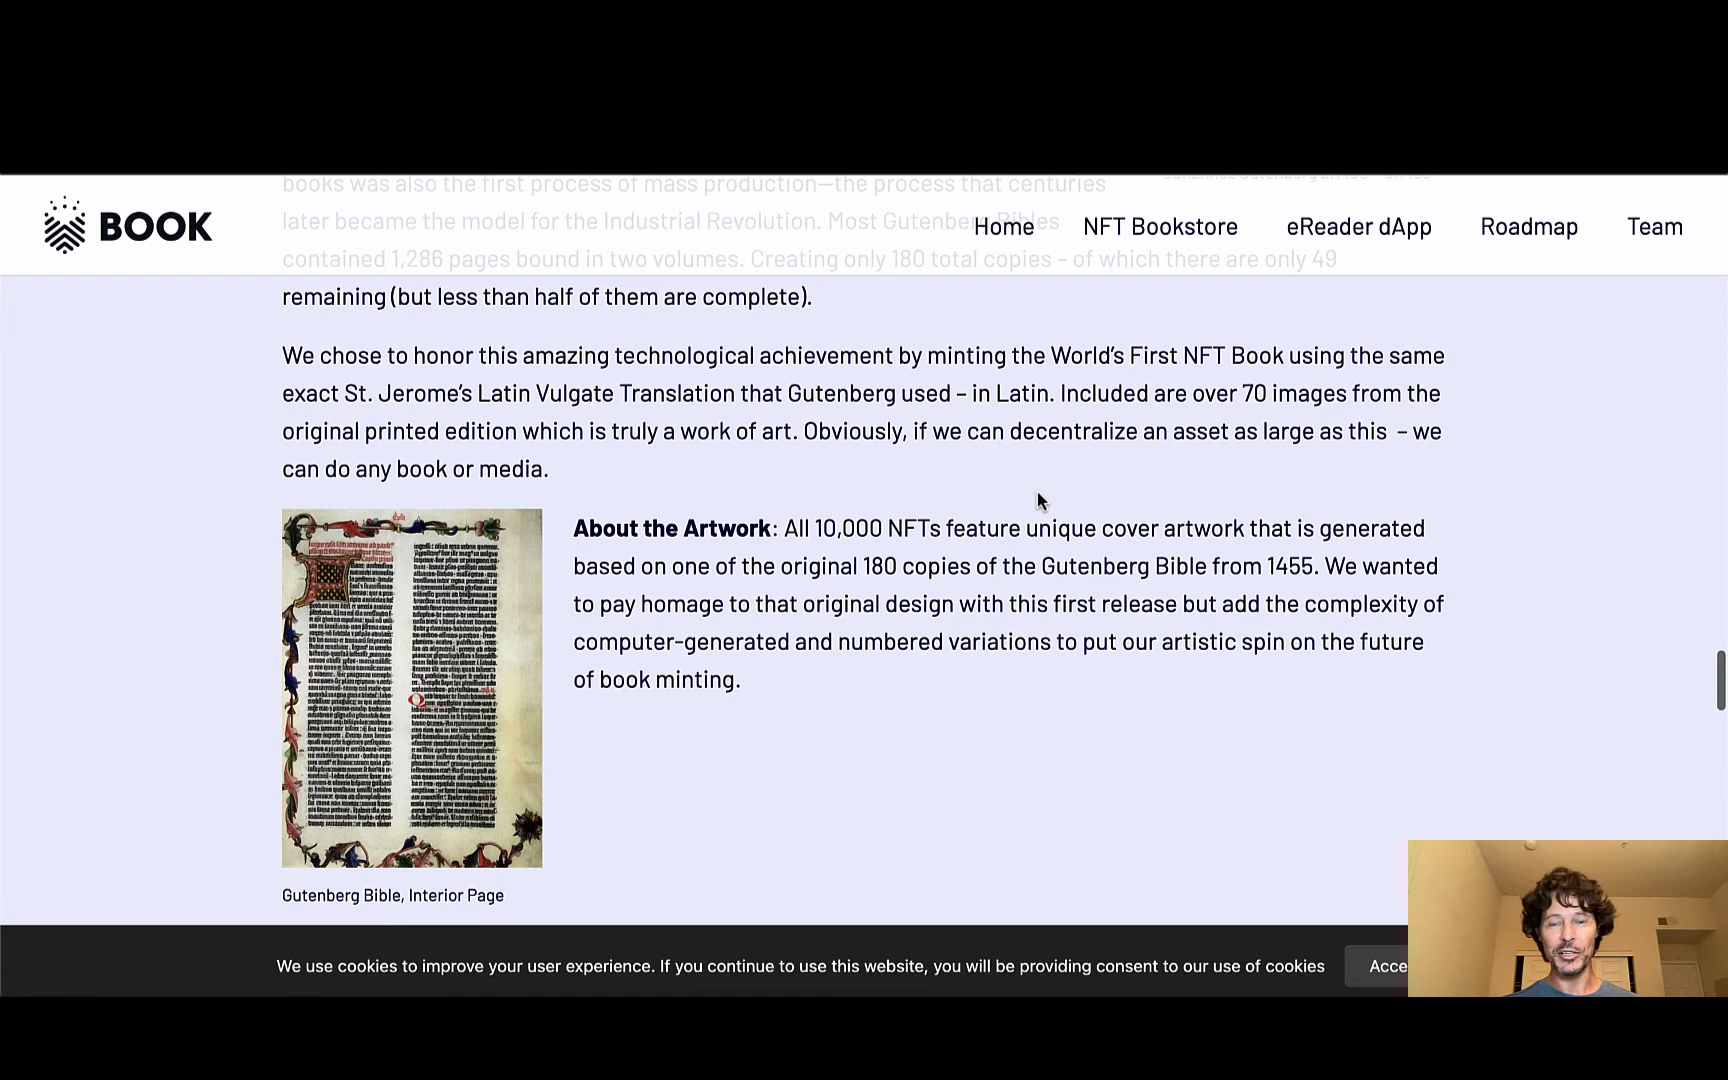 books was also the first process of mass production—the process that centuries
BOOK
Home
NFT Bookstore
eReader dApp
Roadmap
Team
later became the model for the Industrial Revolution. Most Gutenberg Bibles
contained 1,286 pages bound in two volumes. Creating only 180 total copies – of which there are only 49
remaining (but less than half of them are complete).
We chose to honor this amazing technological achievement by minting the World's First NFT Book using the same
exact St. Jerome's Latin Vulgate Translation that Gutenberg used – in Latin. Included are over 70 images from the
original printed edition which is truly a work of art. Obviously, if we can decentralize an asset as large as this – we
can do any book or media.
About the Artwork: All 10,000 NFTs feature unique cover artwork that is generated
based on one of the original 180 copies of the Gutenberg Bible from 1455. We wanted
to pay homage to that original design with this first release but add the complexity of
computer-generated and numbered variations to put our artistic spin on the future
of book minting.
Gutenberg Bible, Interior Page
We use cookies to improve your user experience. If you continue to use this website, you will be providing consent to our use of cookies
Acce